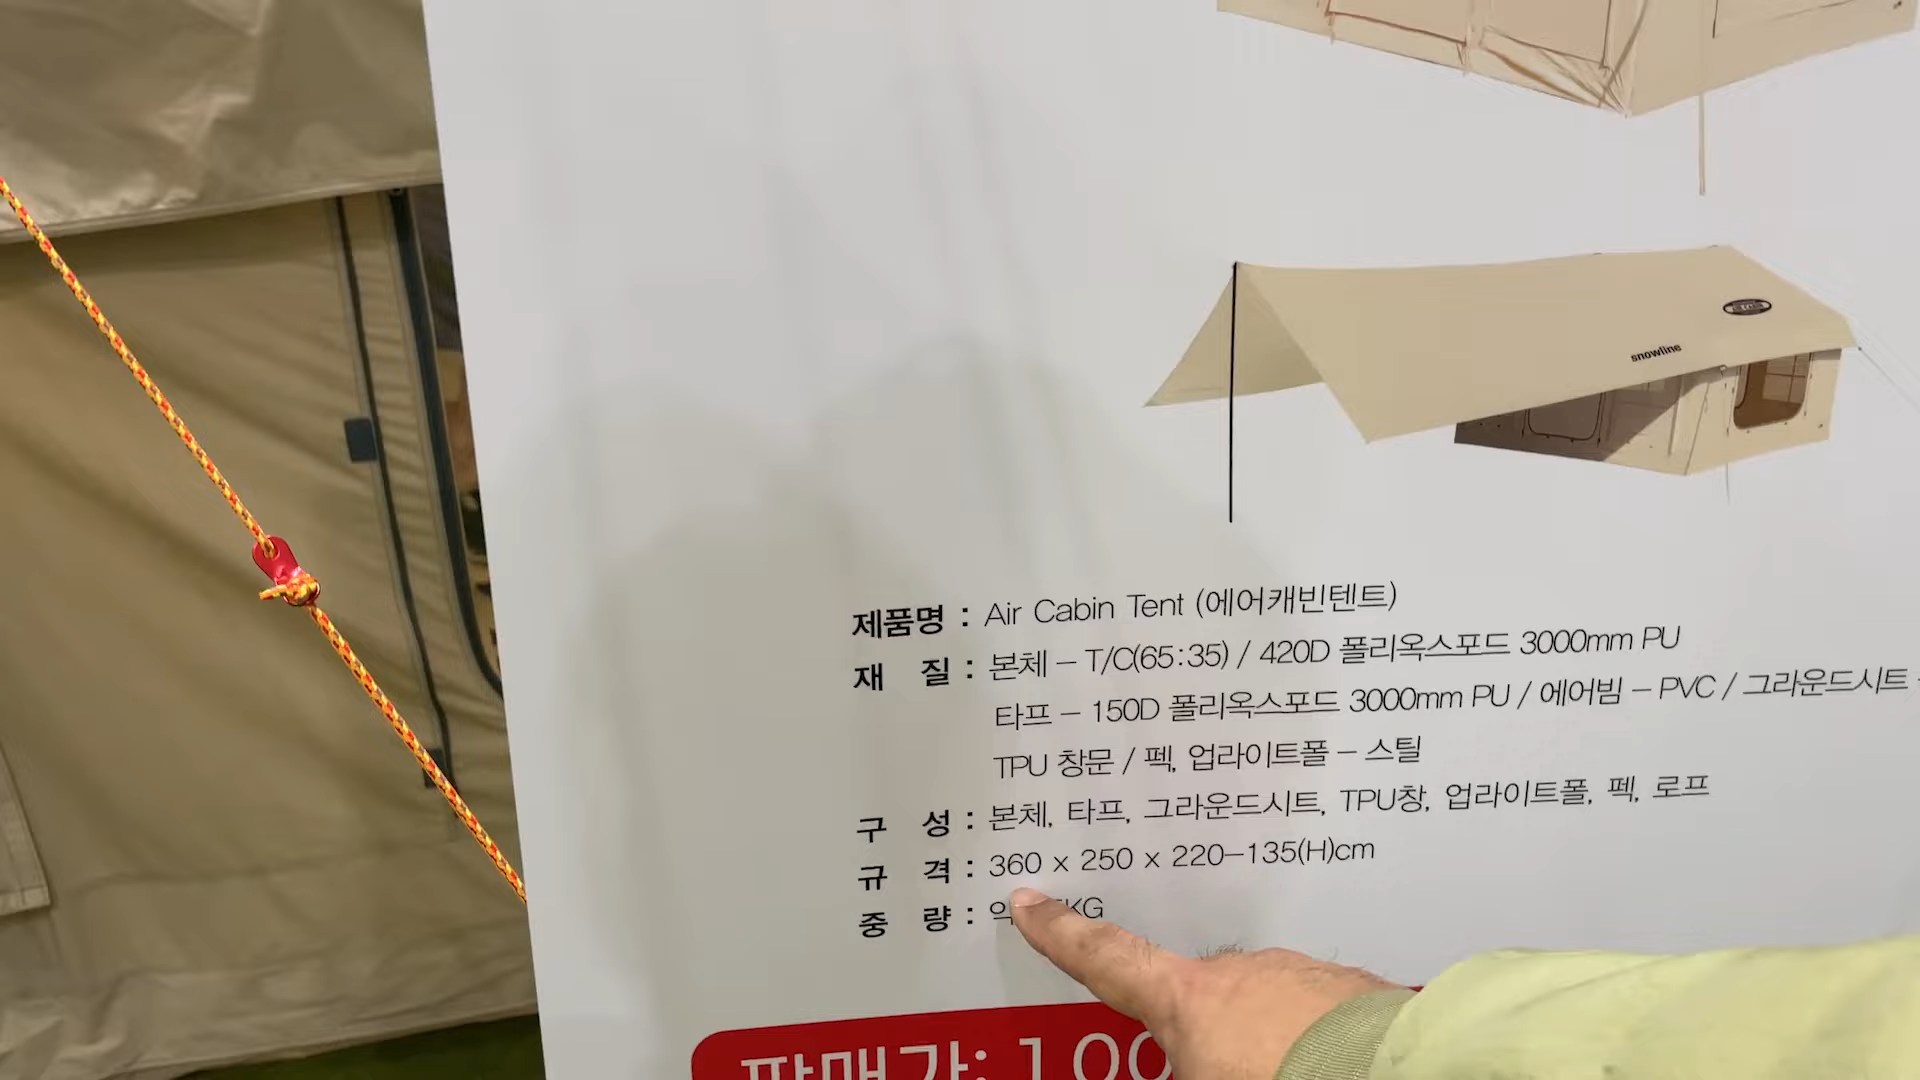 snowline
제품명 : Air Cabin Tent (에어캐빈텐트)
재 질 : 본체 – T/C(65:35) / 420D 폴리옥스포드 3000mm PU
타프 – 150D 폴리옥스포드 3000mm PU / 에어빔 – PVC / 그라운드시트
TPU 창문 / 펙, 업라이트폴 – 스틸
구 성 : 본체, 타프, 그라운드시트, TPU창, 업라이트폴, 펙, 로프
규 격 : 360 x 250 x 220–135(H)cm
중 량 :
판매가: